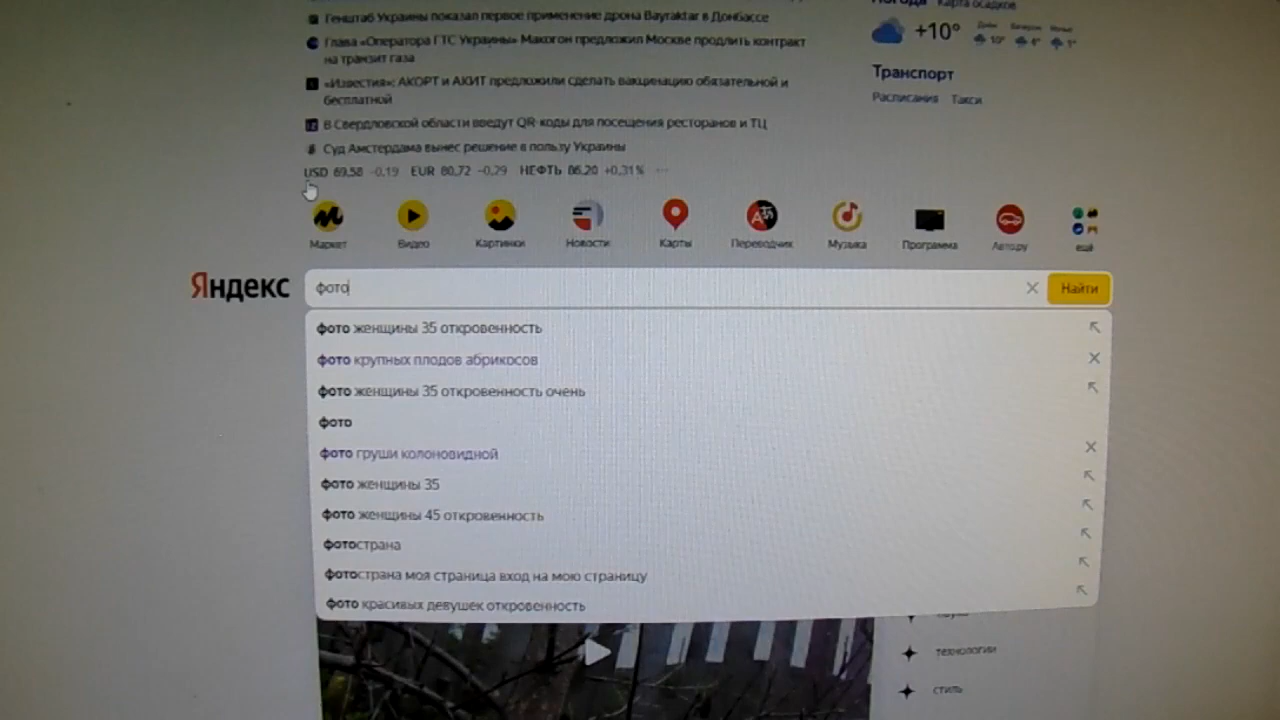 Погода Карта осадков
Генштаб Украины показал первое применение дрона Bayraktar в Донбассе
+10°
Глава «Оператора ГТС Украины» Макогон предложил Москве продлить контракт
на транзит газа
Транспорт
«Известия»: АКОРТ и АКИТ предложили сделать вакцинацию обязательной и
бесплатной
Расписания Такси
В Свердловской области введут QR-коды для посещения ресторанов и ТЦ
Суд Амстердама вынес решение в пользу Украины
USD 69,58 -0,19 EUR 80,72 -0,29 НЕФТЬ 86,20 +0,31% ···
Маркет Видео Картинки Новости Карты Переводчик Музыка Программа Авто.ру ещё
Яндекс фото Найти
фото женщины 35 откровенность
фото крупных плодов абрикосов
фото женщины 35 откровенность очень
фото
фото груши колоновидной
фото женщины 35
фото женщины 45 откровенность
фотострана
фотострана моя страница вход на мою страницу
фото красивых девушек откровенность
технологии
стиль